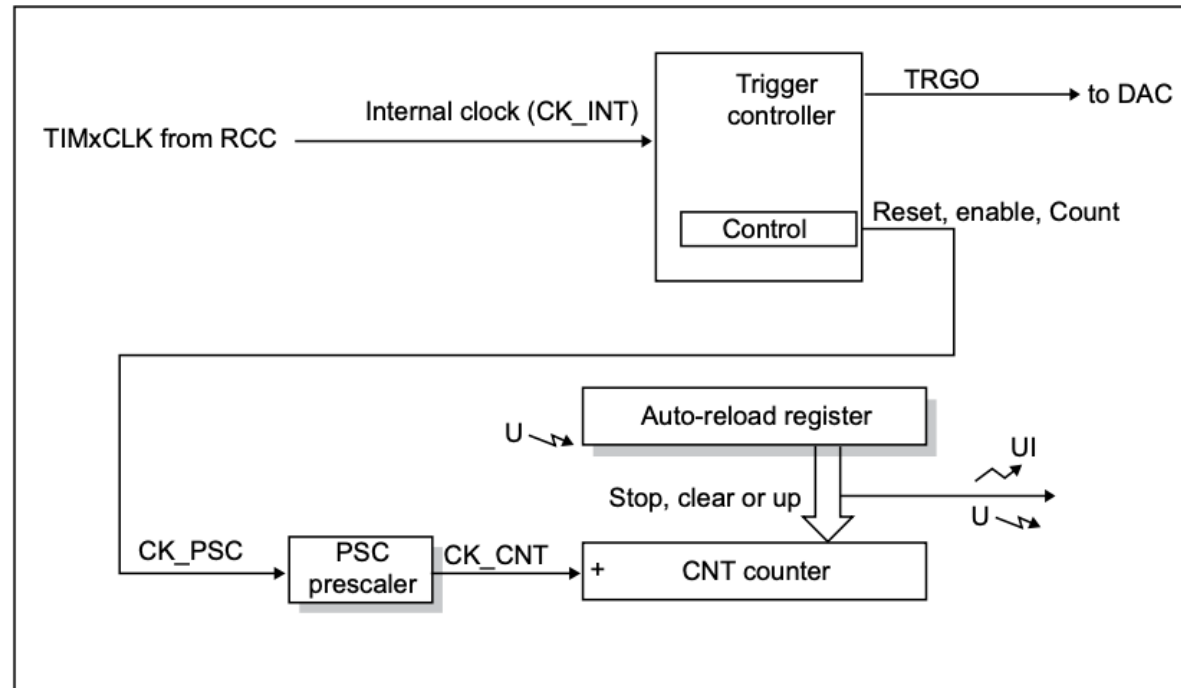 Trigger
controller
TRGO
to DAC
Internal clock (CK_INT)
TIMxCLK from RCC
Control
Reset, enable, Count
Auto-reload register
U
UI
Stop, clear or up
U
CK_PSC
PSC
prescaler
CK_CNT
+
CNT counter